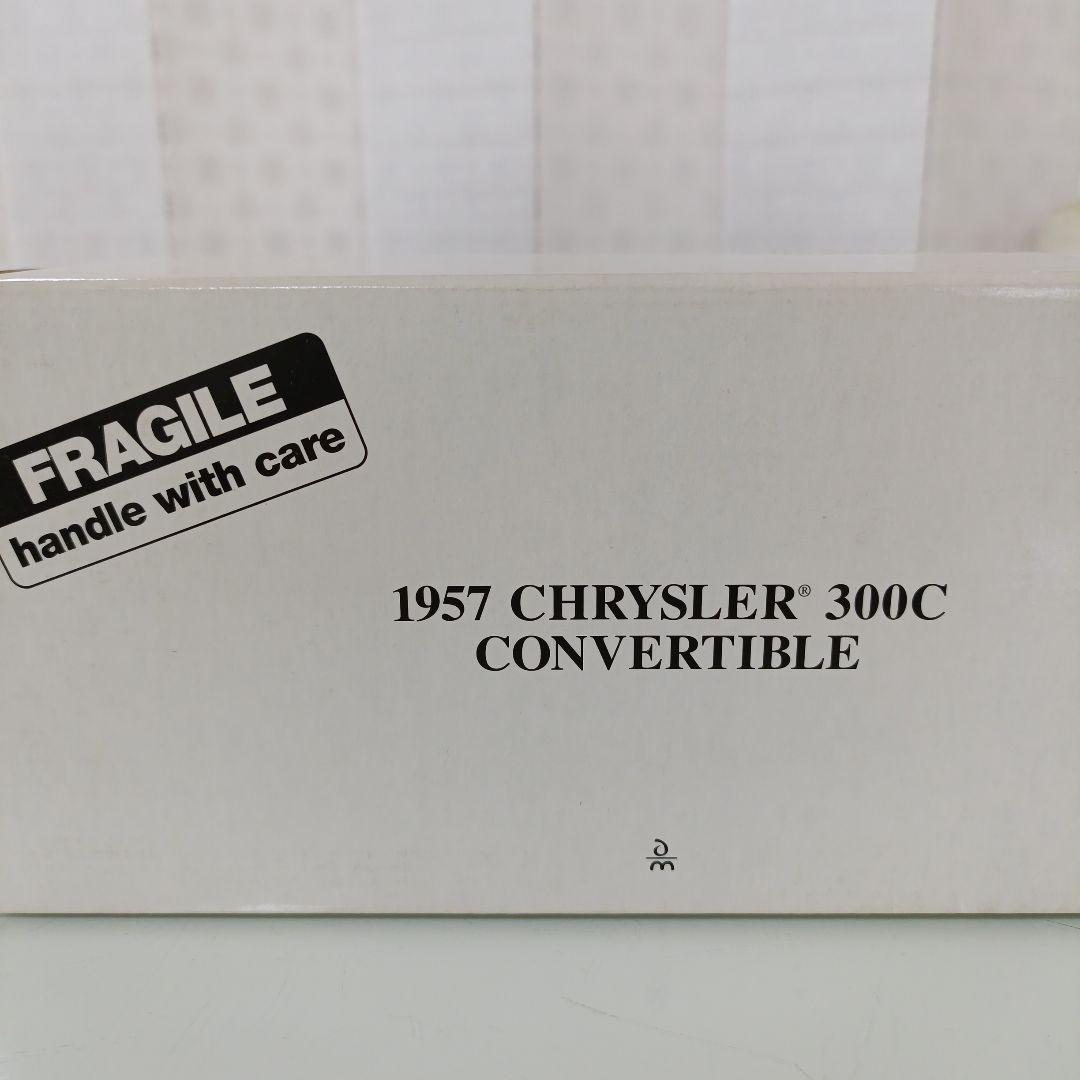 FRAGILE
handle with care
1957 CHRYSLER® 300C
CONVERTIBLE